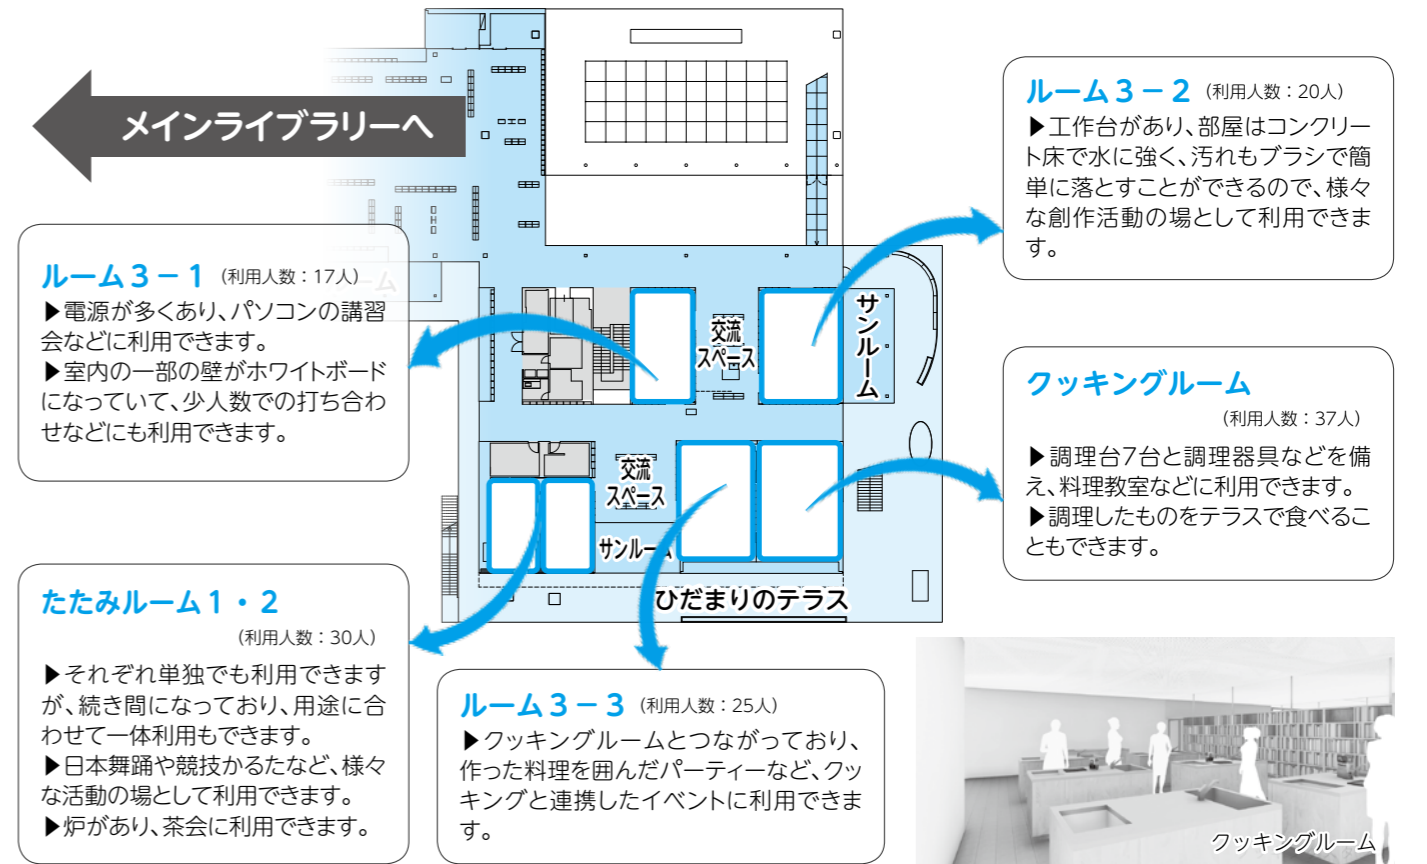 メインライブラリーへ
ルーム3－1（利用人数：17人）
▶電源が多くあり、パソコンの講習
会などに利用できます。
▶室内の一部の壁がホワイトボード
になっていて、少人数での打ち合わ
せなどにも利用できます。
たたみルーム1・2
（利用人数：30人）
▶それぞれ単独でも利用できます
が、続き間になっており、用途に合
わせて一体利用もできます。
▶日本舞踊や競技かるたなど、様々
な活動の場として利用できます。
▶炉があり、茶会に利用できます。
交流
スペース
サンルーム
交流
スペース
サンルーム
ひだまりのテラス
ルーム3－3（利用人数：25人）
▶クッキングルームとつながっており、
作った料理を囲んだパーティーなど、クッ
キングと連携したイベントに利用できま
す。
ルーム3－2（利用人数：20人）
▶工作台があり、部屋はコンクリー
ト床で水に強く、汚れもブラシで簡
単に落とすことができるので、様々
な創作活動の場として利用できま
す。
クッキングルーム
（利用人数：37人）
▶調理台7台と調理器具などを備
え、料理教室などに利用できます。
▶調理したものをテラスで食べるこ
ともできます。
クッキングルーム